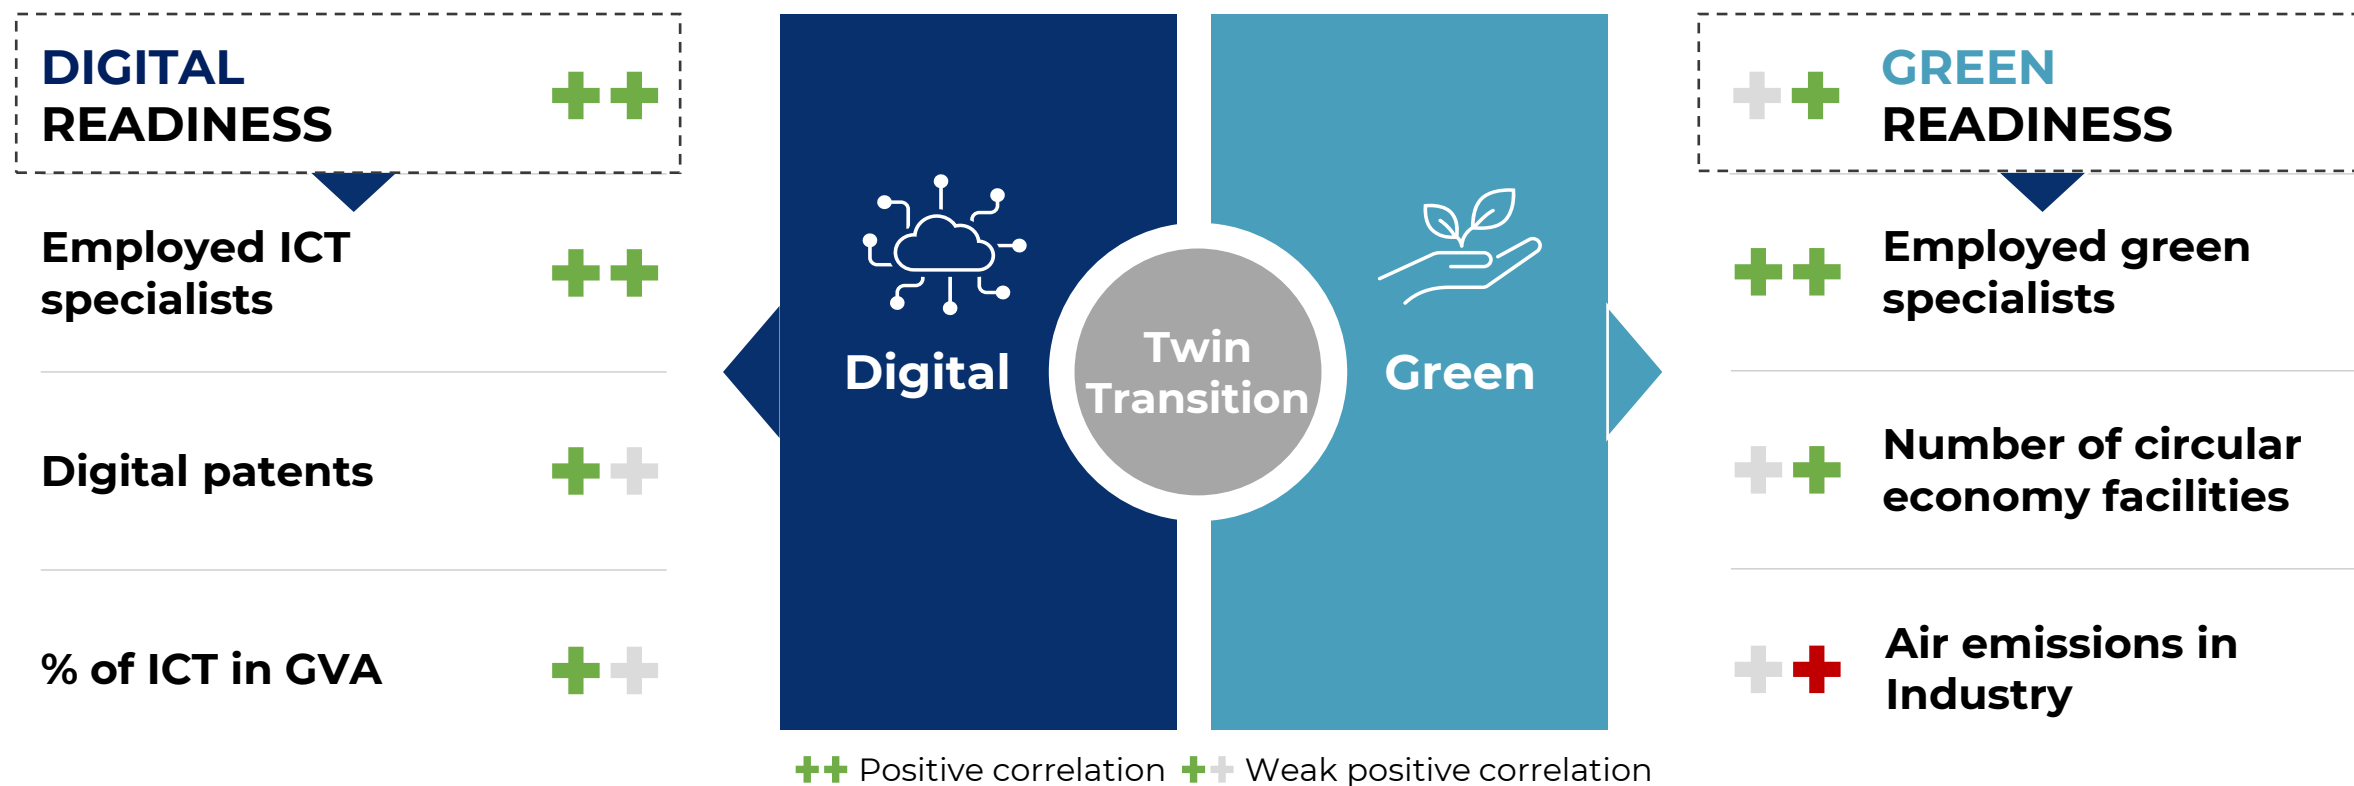 DIGITAL
READINESS
Employed ICT
specialists
Digital patents
% of ICT in GVA
Digital
Twin
Transition
Green
GREEN
READINESS
Employed green
specialists
Number of circular
economy facilities
Air emissions in
Industry
Positive correlation
Weak positive correlation